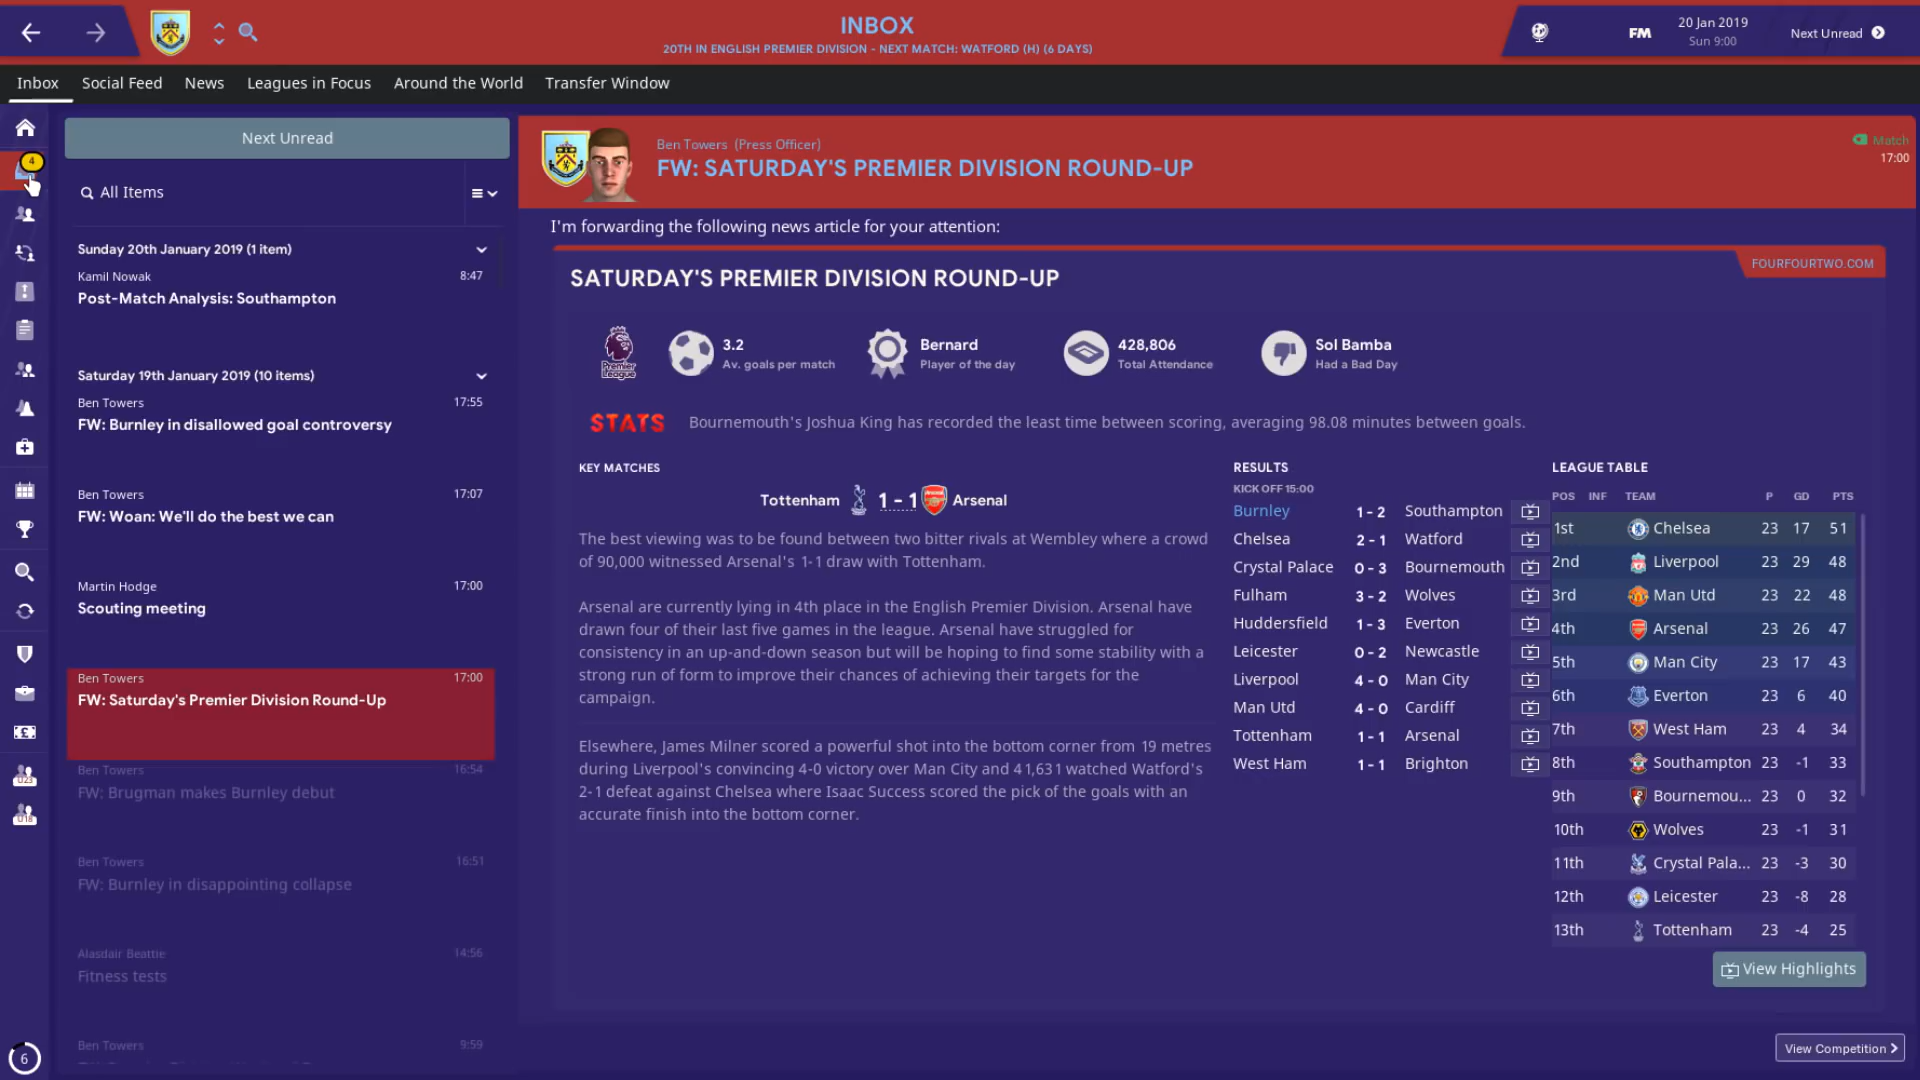 INBOX
20TH IN ENGLISH PREMIER DIVISION - NEXT MATCH: WATFORD (H) (6 DAYS)
FM
20 Jan 2019
Sun 9:00
Next Unread
Inbox Social Feed News Leagues in Focus Around the World Transfer Window
4
Next Unread
All Items
Sunday 20th January 2019 (1 item)
Kamil Nowak 8:47
Post-Match Analysis: Southampton
Saturday 19th January 2019 (10 items)
Ben Towers 17:55
FW: Burnley in disallowed goal controversy
Ben Towers 17:07
FW: Woan: We'll do the best we can
Martin Hodge 17:00
Scouting meeting
Ben Towers 17:00
FW: Saturday's Premier Division Round-Up
Ben Towers 16:54
FW: Brugman makes Burnley debut
Ben Towers 16:51
FW: Burnley in disappointing collapse
Alasdair Beattie 14:56
Fitness tests
Ben Towers 9:59
U23
U18
6
Ben Towers (Press Officer)
FW: SATURDAY'S PREMIER DIVISION ROUND-UP
Match
17:00
I'm forwarding the following news article for your attention:
FOURFOURTWO.COM
SATURDAY'S PREMIER DIVISION ROUND-UP
Premier League
3.2
Av. goals per match
Bernard
Player of the day
428,806
Total Attendance
Sol Bamba
Had a Bad Day
STATS
Bournemouth's Joshua King has recorded the least time between scoring, averaging 98.08 minutes between goals.
KEY MATCHES
Tottenham 1 - 1 Arsenal
The best viewing was to be found between two bitter rivals at Wembley where a crowd
of 90,000 witnessed Arsenal's 1-1 draw with Tottenham.
Arsenal are currently lying in 4th place in the English Premier Division. Arsenal have
drawn four of their last five games in the league. Arsenal have struggled for
consistency in an up-and-down season but will be hoping to find some stability with a
strong run of form to improve their chances of achieving their targets for the
campaign.
Elsewhere, James Milner scored a powerful shot into the bottom corner from 19 metres
during Liverpool's convincing 4-0 victory over Man City and 41,631 watched Watford's
2-1 defeat against Chelsea where Isaac Success scored the pick of the goals with an
accurate finish into the bottom corner.
RESULTS
KICK OFF 15:00
Burnley 1 - 2 Southampton
Chelsea 2 - 1 Watford
Crystal Palace 0 - 3 Bournemouth
Fulham 3 - 2 Wolves
Huddersfield 1 - 3 Everton
Leicester 0 - 2 Newcastle
Liverpool 4 - 0 Man City
Man Utd 4 - 0 Cardiff
Tottenham 1 - 1 Arsenal
West Ham 1 - 1 Brighton
LEAGUE TABLE
POS INF TEAM P GD PTS
1st Chelsea 23 17 51
2nd Liverpool 23 29 48
3rd Man Utd 23 22 48
4th Arsenal 23 26 47
5th Man City 23 17 43
6th Everton 23 6 40
7th West Ham 23 4 34
8th Southampton 23 -1 33
9th Bournemou... 23 0 32
10th Wolves 23 -1 31
11th Crystal Pala... 23 -3 30
12th Leicester 23 -8 28
13th Tottenham 23 -4 25
View Highlights
View Competition